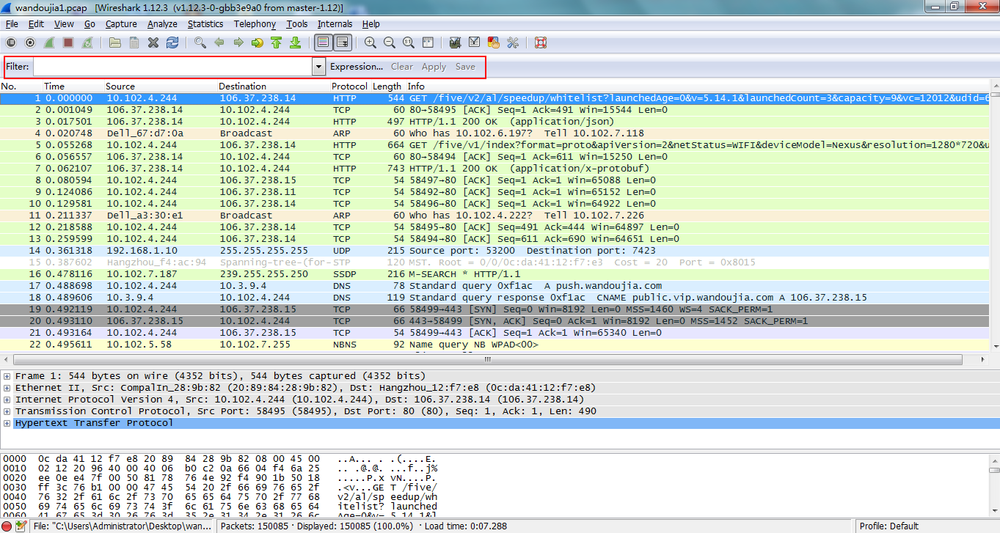 wandoujia1.pcap [Wireshark 1.12.3 (v1.12.3-0-gbb3e9a0 from master-1.12)]
File Edit View Go Capture Analyze Statistics Telephony Tools Internals Help
Filter: Expression... Clear Apply Save
No. Time Source Destination Protocol Length Info
1 0.000000 10.102.4.244 106.37.238.14 HTTP 544 GET /five/v2/al/speedup/whitelist?launchedAge=0&v=5.14.1&launchedCount=3&capacity=9&vc=12012&udid=6
2 0.001049 106.37.238.14 10.102.4.244 TCP 60 80→58495 [ACK] Seq=1 Ack=491 Win=15544 Len=0
3 0.017501 106.37.238.14 10.102.4.244 HTTP 497 HTTP/1.1 200 OK (application/json)
4 0.020748 Dell_67:d7:0a Broadcast ARP 60 Who has 10.102.6.197? Tell 10.102.7.118
5 0.055268 10.102.4.244 106.37.238.14 HTTP 664 GET /five/v1/index?format=proto&apiVersion=2&netStatus=WIFI&deviceModel=Nexus&resolution=1280*720&u
6 0.056557 106.37.238.14 10.102.4.244 TCP 60 80→58494 [ACK] Seq=1 Ack=611 Win=15250 Len=0
7 0.062107 106.37.238.14 10.102.4.244 HTTP 743 HTTP/1.1 200 OK (application/x-protobuf)
8 0.080594 10.102.4.244 106.37.238.15 TCP 54 58497→80 [ACK] Seq=1 Ack=1 Win=65088 Len=0
9 0.124086 10.102.4.244 106.37.238.11 TCP 54 58492→80 [ACK] Seq=1 Ack=1 Win=65152 Len=0
10 0.129581 10.102.4.244 106.37.238.14 TCP 54 58496→80 [ACK] Seq=1 Ack=1 Win=64922 Len=0
11 0.211337 Dell_a3:30:e1 Broadcast ARP 60 Who has 10.102.4.222? Tell 10.102.7.226
12 0.218588 10.102.4.244 106.37.238.14 TCP 54 58495→80 [ACK] Seq=491 Ack=444 Win=64897 Len=0
13 0.259599 10.102.4.244 106.37.238.14 TCP 54 58494→80 [ACK] Seq=611 Ack=690 Win=64651 Len=0
14 0.361318 192.168.1.10 255.255.255.255 UDP 215 Source port: 53200 Destination port: 7423
15 0.387602 Hangzhou_f4:ac:94 Spanning-tree-(for- STP 120 MST. Root = 0/0/0c:da:41:12:f7:e3 Cost = 20 Port = 0x8015
16 0.478116 10.102.7.187 239.255.255.250 SSDP 216 M-SEARCH * HTTP/1.1
17 0.488698 10.102.4.244 10.3.9.4 DNS 78 Standard query 0xf1ac A push.wandoujia.com
18 0.489606 10.3.9.4 10.102.4.244 DNS 119 Standard query response 0xf1ac CNAME public.vip.wandoujia.com A 106.37.238.15
19 0.492119 10.102.4.244 106.37.238.15 TCP 66 58499→443 [SYN] Seq=0 Win=8192 Len=0 MSS=1460 WS=4 SACK_PERM=1
20 0.493110 106.37.238.15 10.102.4.244 TCP 66 443→58499 [SYN, ACK] Seq=0 Ack=1 Win=8192 Len=0 MSS=1452 SACK_PERM=1
21 0.493164 10.102.4.244 106.37.238.15 TCP 54 58499→443 [ACK] Seq=1 Ack=1 Win=65340 Len=0
22 0.495611 10.102.5.58 10.102.7.255 NBNS 92 Name query NB WPAD<00>
Frame 1: 544 bytes on wire (4352 bits), 544 bytes captured (4352 bits)
Ethernet II, Src: CompalIn_28:9b:82 (20:89:84:28:9b:82), Dst: Hangzhou_12:f7:e8 (0c:da:41:12:f7:e8)
Internet Protocol Version 4, Src: 10.102.4.244 (10.102.4.244), Dst: 106.37.238.14 (106.37.238.14)
Transmission Control Protocol, Src Port: 58495 (58495), Dst Port: 80 (80), Seq: 1, Ack: 1, Len: 490
Hypertext Transfer Protocol
0000 0c da 41 12 f7 e8 20 89 84 28 9b 82 08 00 45 00 ..A... . .(....E.
0010 02 12 20 96 40 00 40 06 b0 c2 0a 66 04 f4 6a 25 .. .@.@. ...f..j%
0020 ee 0e e4 7f 00 50 81 78 76 4e 92 f4 90 1b 50 18 .....P.x vN....P.
0030 ff 3c 76 b1 00 00 47 45 54 20 2f 66 69 76 65 2f .<v...GE T /five/
0040 76 32 2f 61 6c 2f 73 70 65 65 64 75 70 2f 77 68 v2/al/sp eedup/wh
0050 69 74 65 6c 69 73 74 3f 6c 61 75 6e 63 68 65 64 itelist? launched
0060 41 67 65 3d 30 26 76 3d 35 2e 31 34 2e 31 26 6c Age=0&v= 5.14.1&l
File: "C:\Users\Administrator\Desktop\wan... Packets: 150085 · Displayed: 150085 (100.0%) · Load time: 0:07.288 Profile: Default